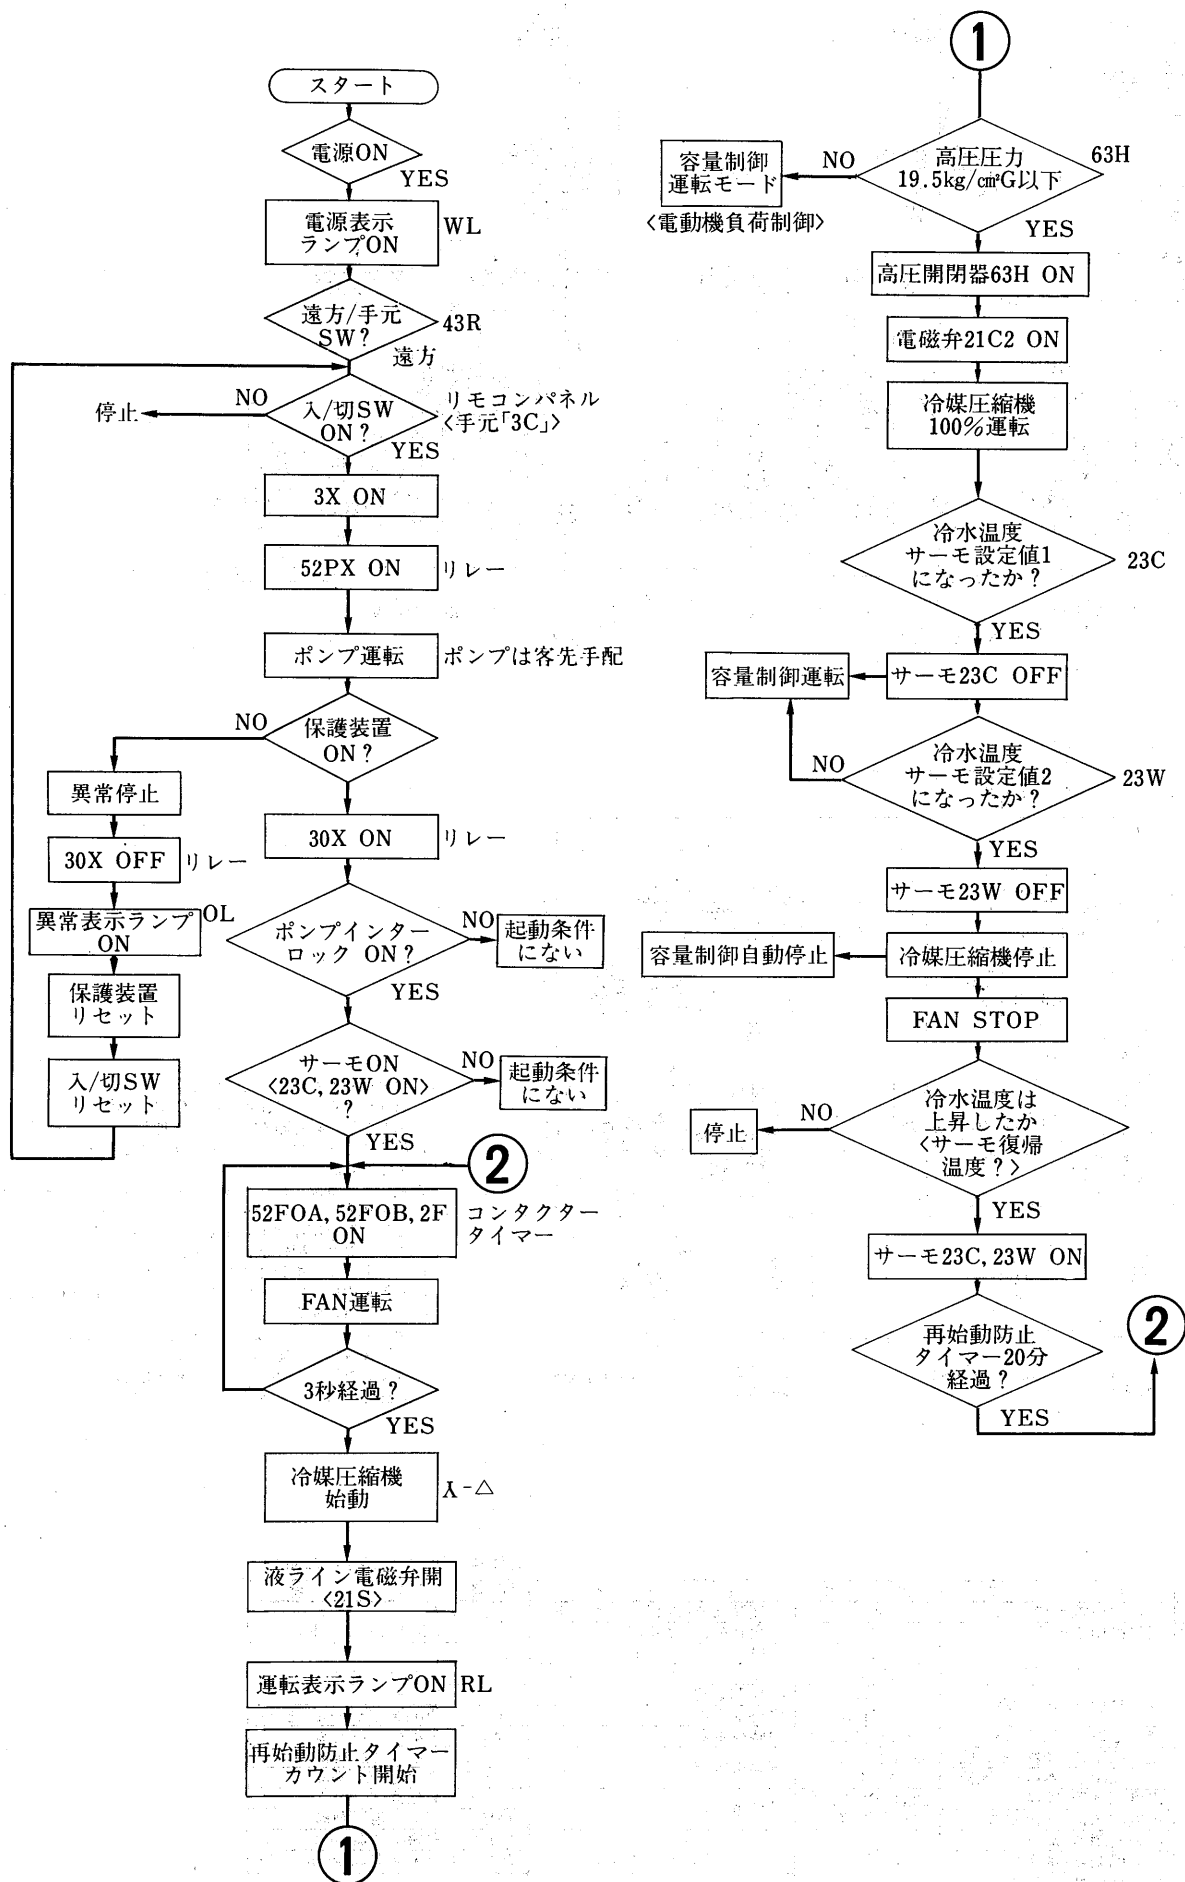 スタート
電源ON
YES
電源表示
ランプON
WL
遠方/手元
SW?
43R
遠方
入/切SW
ON?
NO
停止
リモコンパネル
<手元「3C」>
YES
3X ON
52PX ON
リレー
ポンプ運転
ポンプは客先手配
保護装置
ON?
NO
異常停止
30X OFF
リレー
異常表示ランプ
ON
OL
保護装置
リセット
入/切SW
リセット
30X ON
リレー
ポンプインター
ロック ON?
NO
起動条件
にない
YES
サーモON
<23C, 23W ON>
?
NO
起動条件
にない
YES
2
52FOA, 52FOB, 2F
ON
コンタクター
タイマー
FAN運転
3秒経過?
YES
冷媒圧縮機
始動
⅄-△
液ライン電磁弁開
<21S>
運転表示ランプON
RL
再始動防止タイマー
カウント開始
1
1
高圧圧力
19.5kg/cm²G以下
63H
NO
容量制御
運転モード
<電動機負荷制御>
YES
高圧開閉器63H ON
電磁弁21C2 ON
冷媒圧縮機
100%運転
冷水温度
サーモ設定値1
になったか?
23C
YES
サーモ23C OFF
容量制御運転
冷水温度
サーモ設定値2
になったか?
23W
NO
YES
サーモ23W OFF
冷媒圧縮機停止
容量制御自動停止
FAN STOP
冷水温度は
上昇したか
<サーモ復帰
温度?>
NO
停止
YES
サーモ23C, 23W ON
再始動防止
タイマー20分
経過?
YES
2